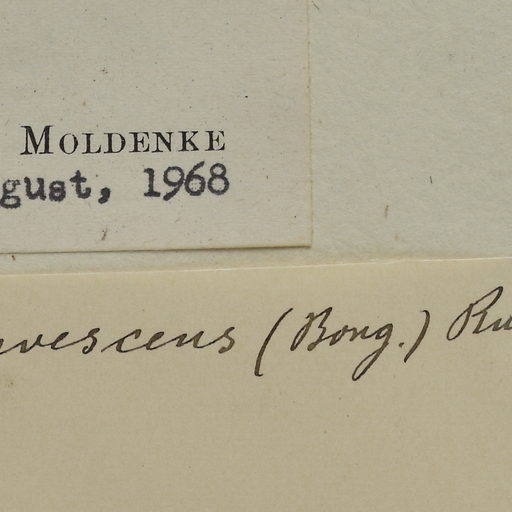 MOLDENKE
gust, 1968
vescens (Bong.) Ru